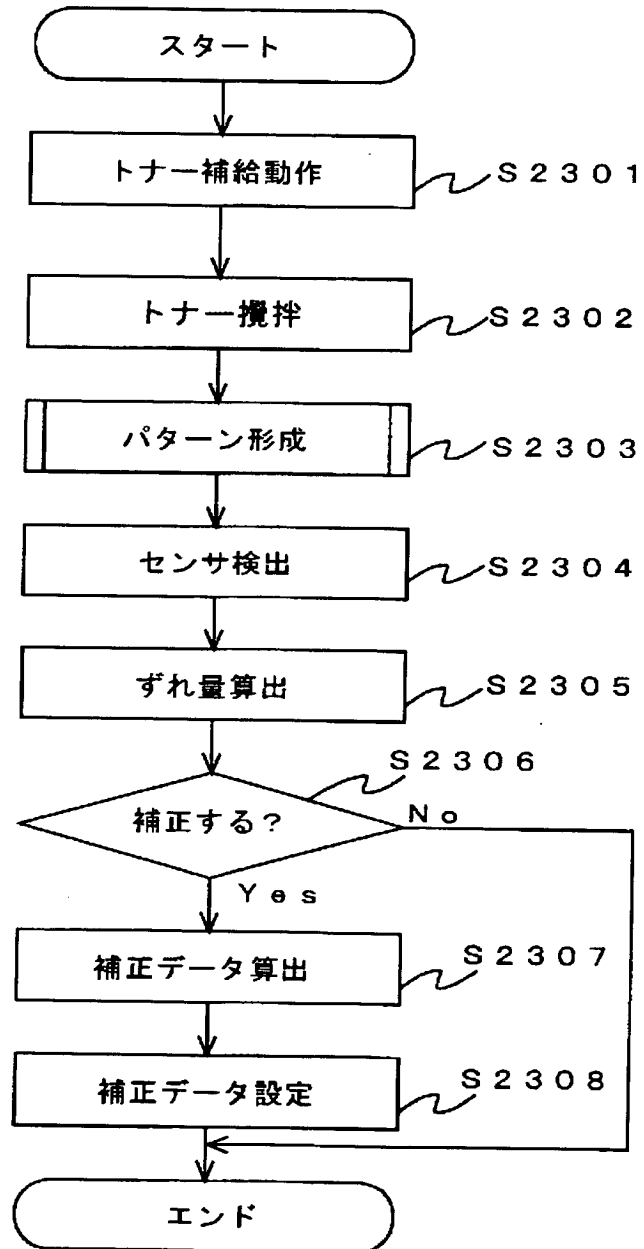 スタート
トナー補給動作
S2301
トナー攪拌
S2302
パターン形成
S2303
センサ検出
S2304
ずれ量算出
S2305
S2306
補正する？
No
Yes
補正データ算出
S2307
補正データ設定
S2308
エンド